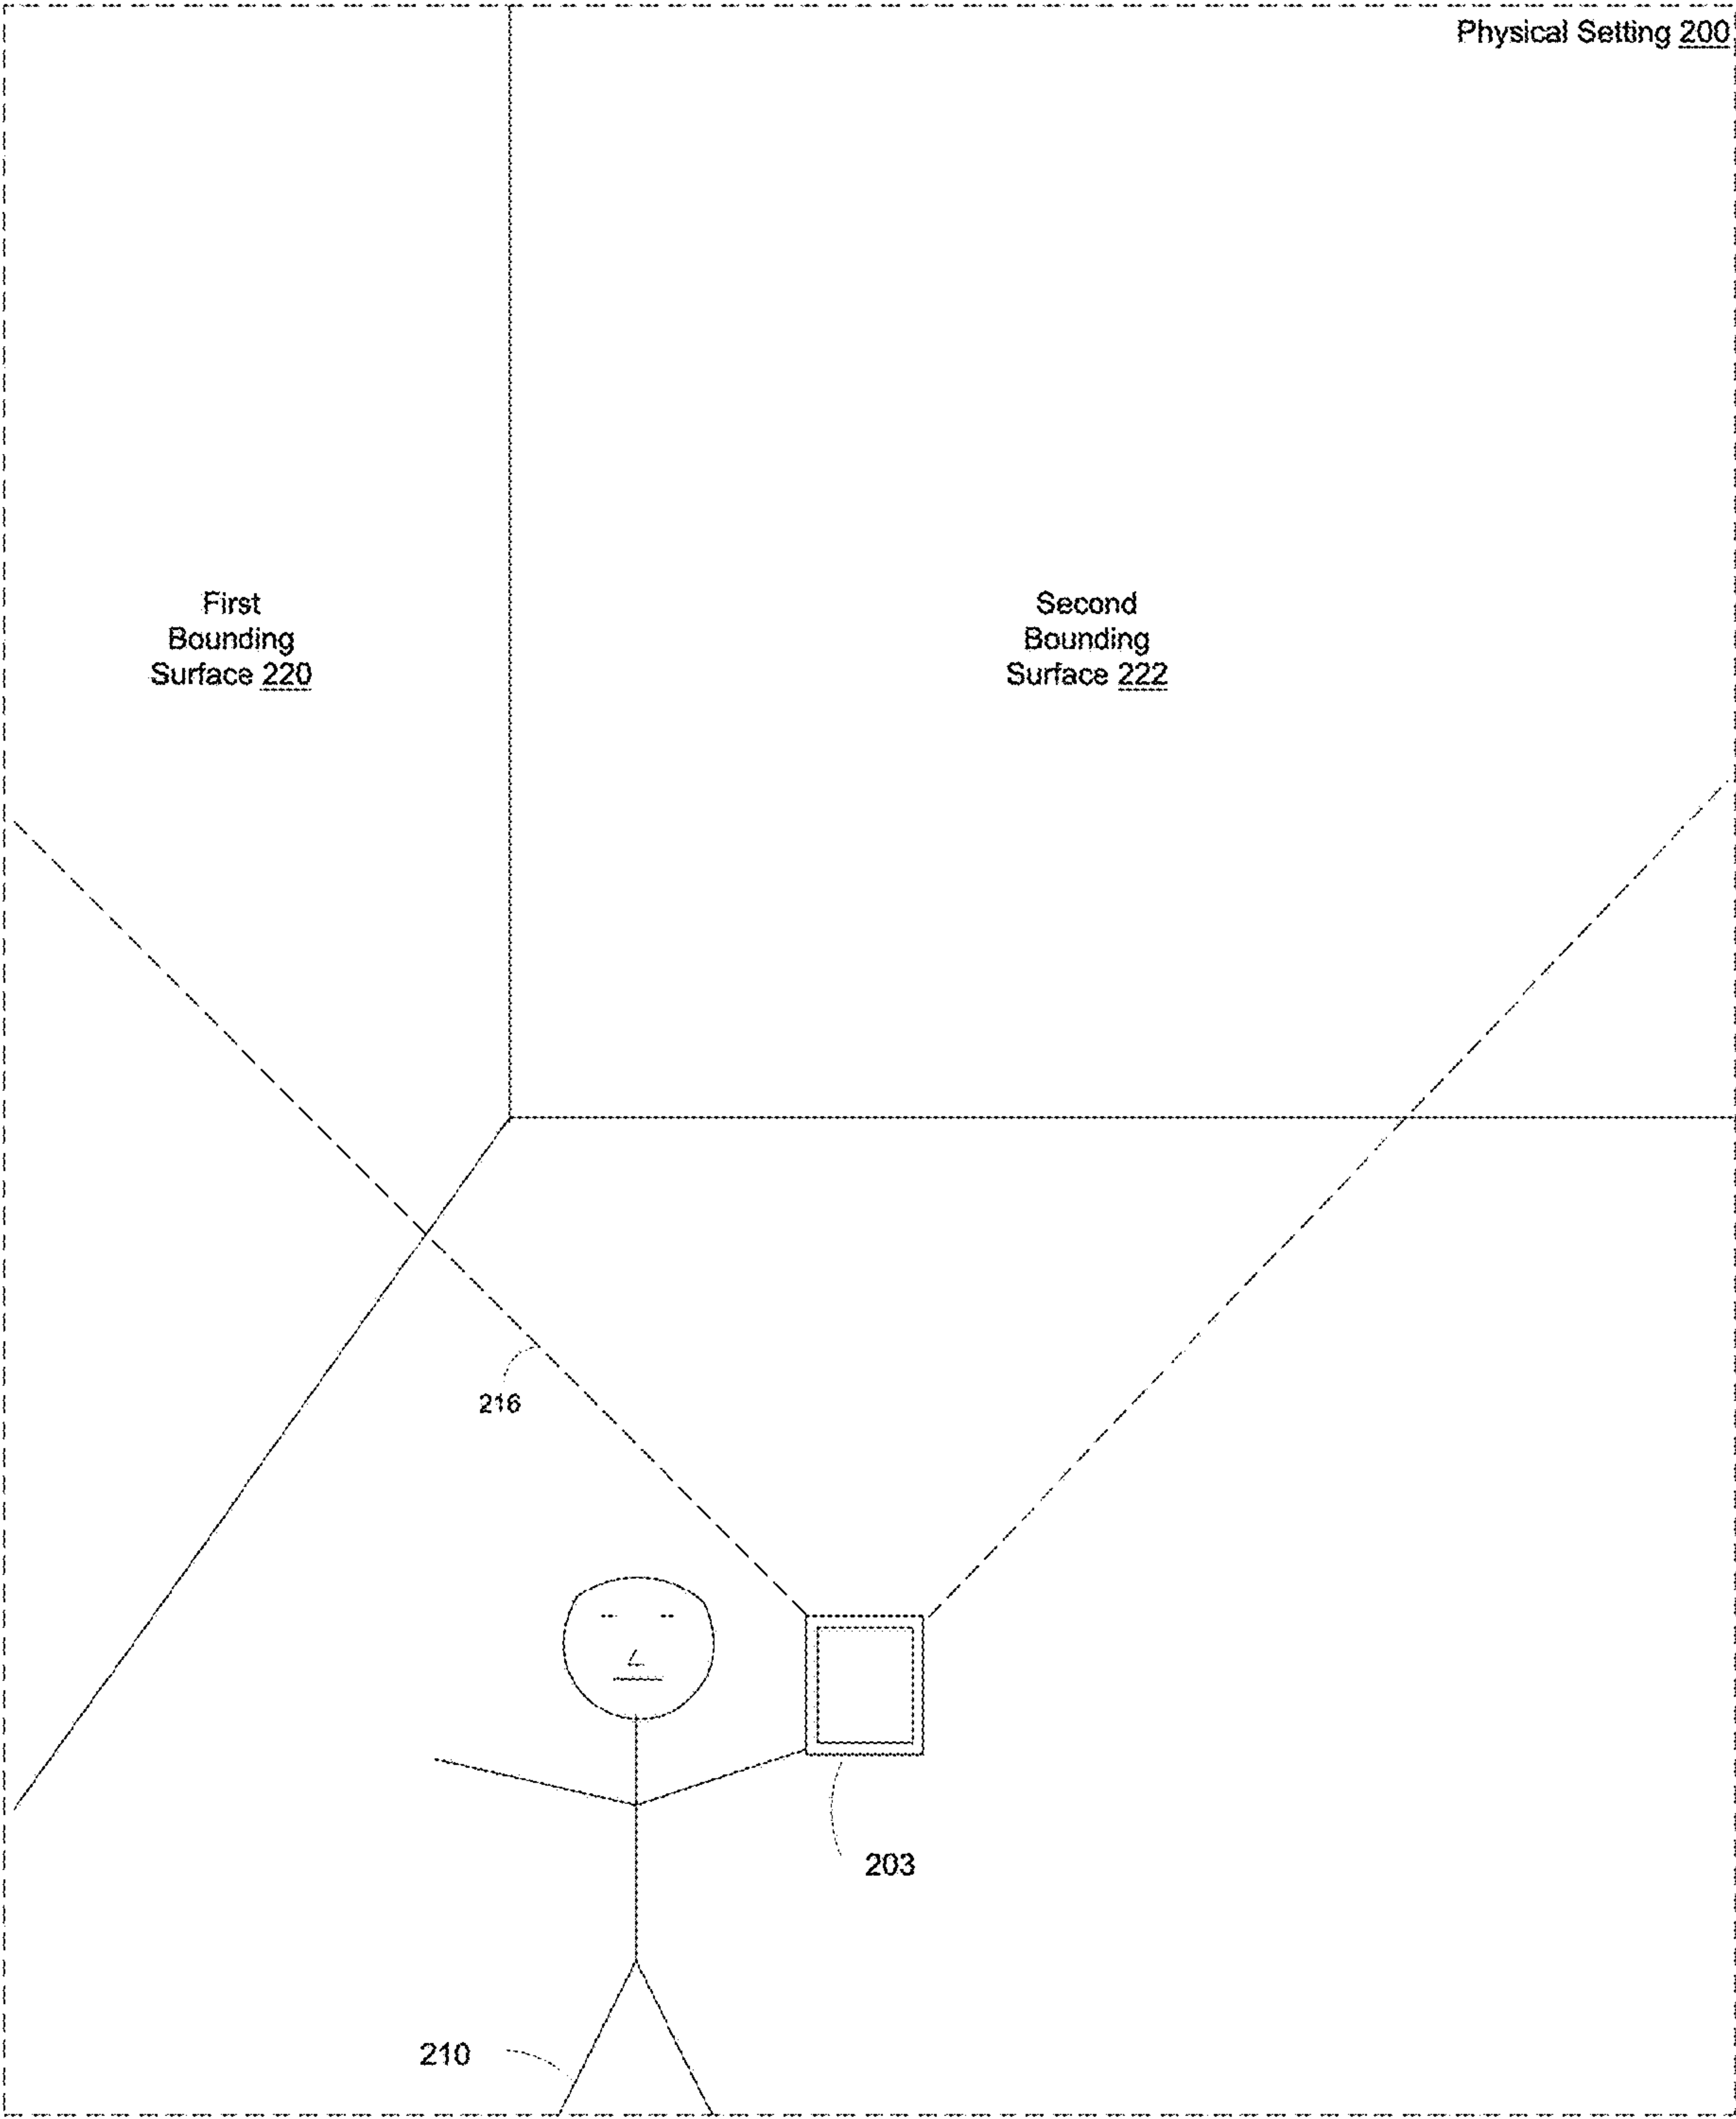 Physical Setting 200
First
Bounding
Surface 220
Second
Bounding
Surface 222
216
203
210